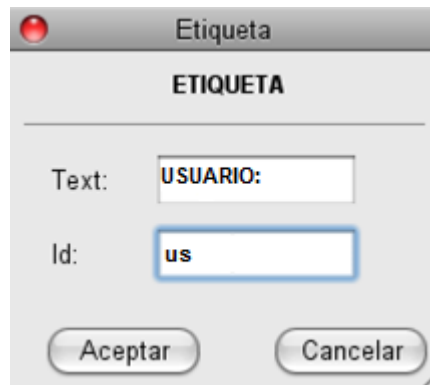 Etiqueta
ETIQUETA
Text: USUARIO:
Id: us
Aceptar Cancelar